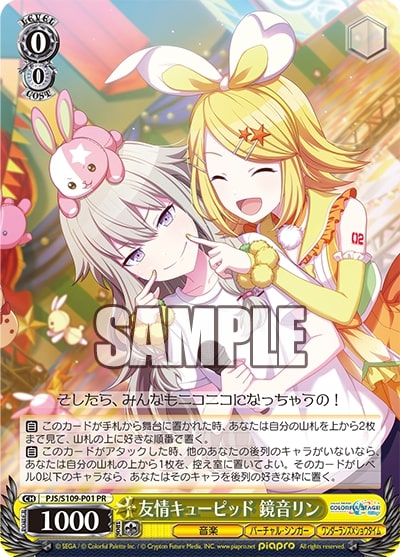 LEVEL
0
0
COST
02
SAMPLE
そしたら、みんなもニコニコになっちゃうの！
自 このカードが手札から舞台に置かれた時、あなたは自分の山札を上から2枚
まで見て、山札の上に好きな順番で置く。
自 このカードがアタックした時、他のあなたの後列のキャラがいないなら、
あなたは自分の山札の上から1枚を、控え室に置いてよい。そのカードがレベ
ル0以下のキャラなら、あなたはそのキャラを後列の好きな枠に置く。
CH PJS/S109-P01 PR
友情キューピッド 鏡音リン
1000
音楽
バーチャル・シンガー
ワンダーランズ×ショウタイム
COLORFUL STAGE!
© SEGA / © Colorful Palette Inc. / © Crypton Future Media, INC. www.piapro.net piapro